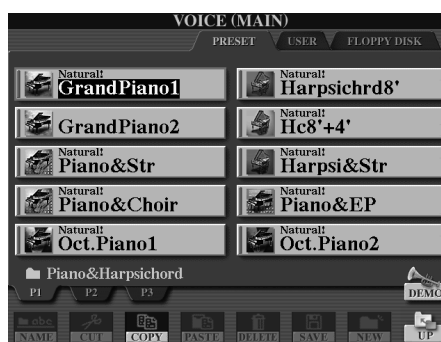 VOICE (MAIN)
PRESET USER FLOPPY DISK
Natural!
GrandPiano1
Natural!
Harpsichrd8'
GrandPiano2
Natural!
Hc8'+4'
Natural!
Piano&Str
Natural!
Harpsi&Str
Natural!
Piano&Choir
Natural!
Piano&EP
Natural!
Oct.Piano1
Natural!
Oct.Piano2
Piano&Harpsichord
P1 P2 P3
DEMO
abc
NAME CUT COPY PASTE DELETE SAVE NEW UP